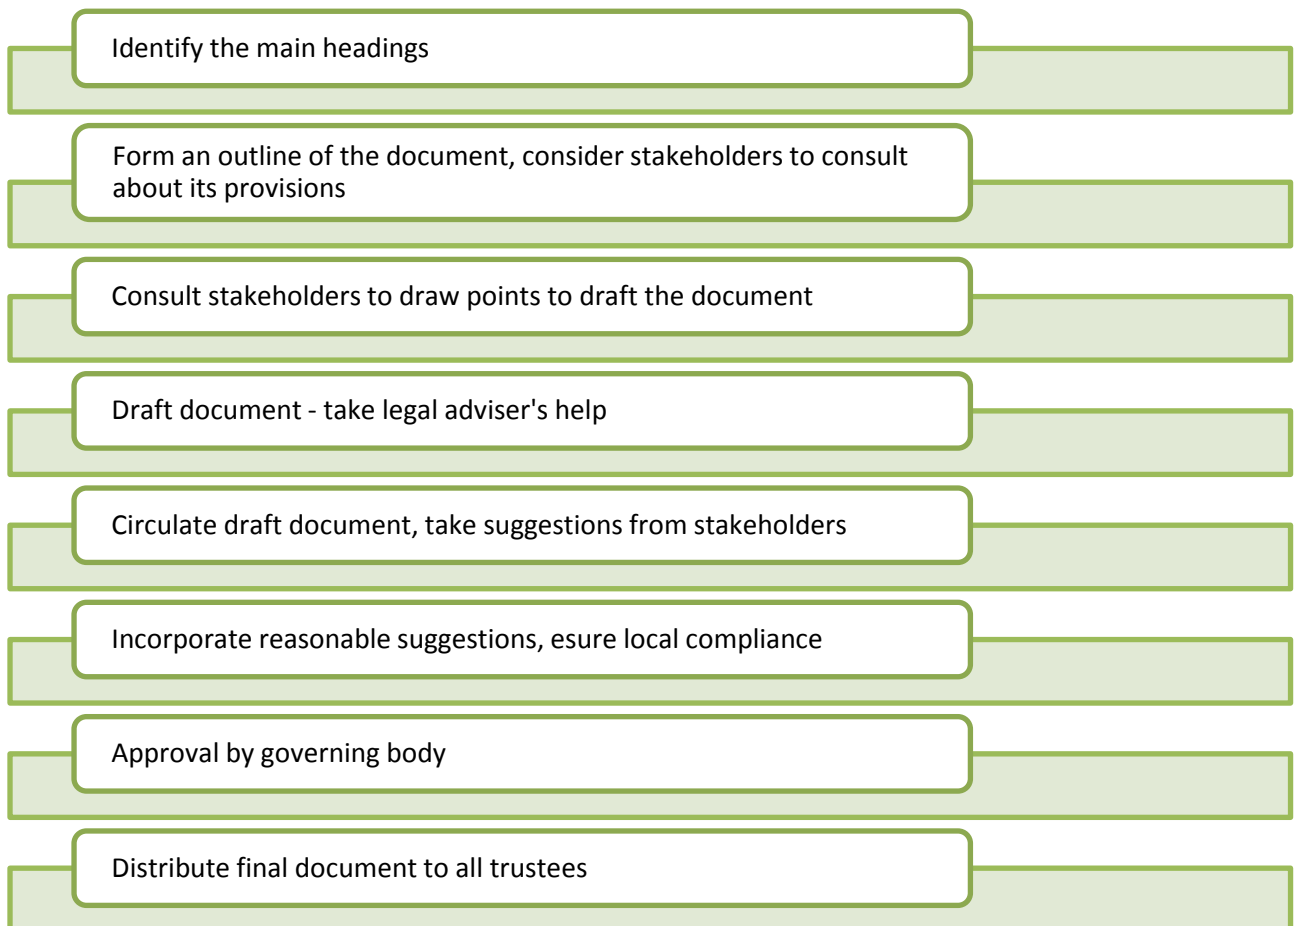 Identify the main headings
Form an outline of the document, consider stakeholders to consult
about its provisions
Consult stakeholders to draw points to draft the document
Draft document - take legal adviser's help
Circulate draft document, take suggestions from stakeholders
Incorporate reasonable suggestions, esure local compliance
Approval by governing body
Distribute final document to all trustees